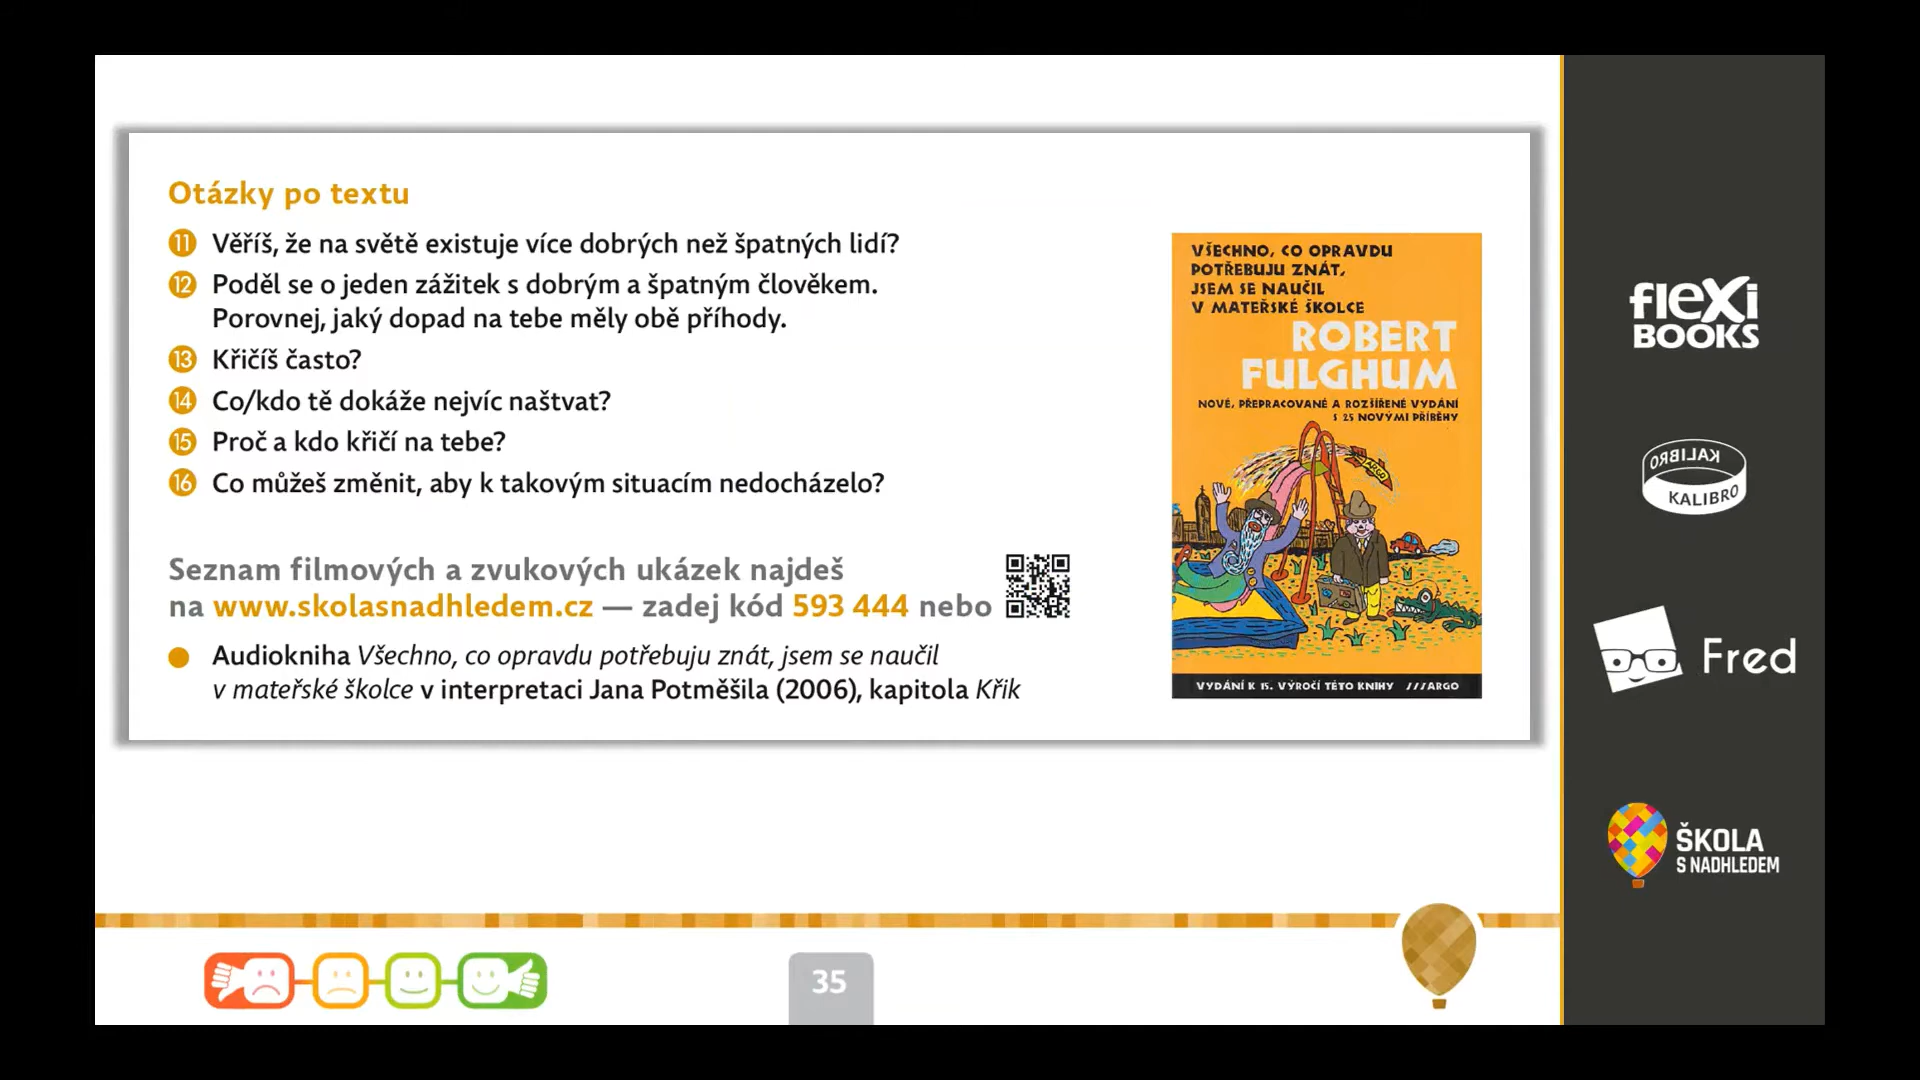 Otázky po textu
11 Věříš, že na světě existuje více dobrých než špatných lidí?
12 Poděl se o jeden zážitek s dobrým a špatným člověkem.
Porovnej, jaký dopad na tebe měly obě příhody.
13 Křičíš často?
14 Co/kdo tě dokáže nejvíc naštvat?
15 Proč a kdo křičí na tebe?
16 Co můžeš změnit, aby k takovým situacím nedocházelo?
Seznam filmových a zvukových ukázek najdeš
na www.skolasnadhledem.cz — zadej kód 593 444 nebo
Audiokniha Všechno, co opravdu potřebuju znát, jsem se naučil
v mateřské školce v interpretaci Jana Potměšila (2006), kapitola Křik
VŠECHNO, CO OPRAVDU
POTŘEBUJU ZNÁT,
JSEM SE NAUČIL
V MATEŘSKÉ ŠKOLCE
ROBERT
FULGHUM
NOVÉ, PŘEPRACOVANÉ A ROZŠÍŘENÉ VYDÁNÍ
S 25 NOVÝMI PŘÍBĚHY
ARGO
VYDÁNÍ K 15. VÝROČÍ TÉTO KNIHY ///ARGO
35
fleXi
BOOKS
KALIBRO
KALIBRO
Fred
ŠKOLA
S NADHLEDEM